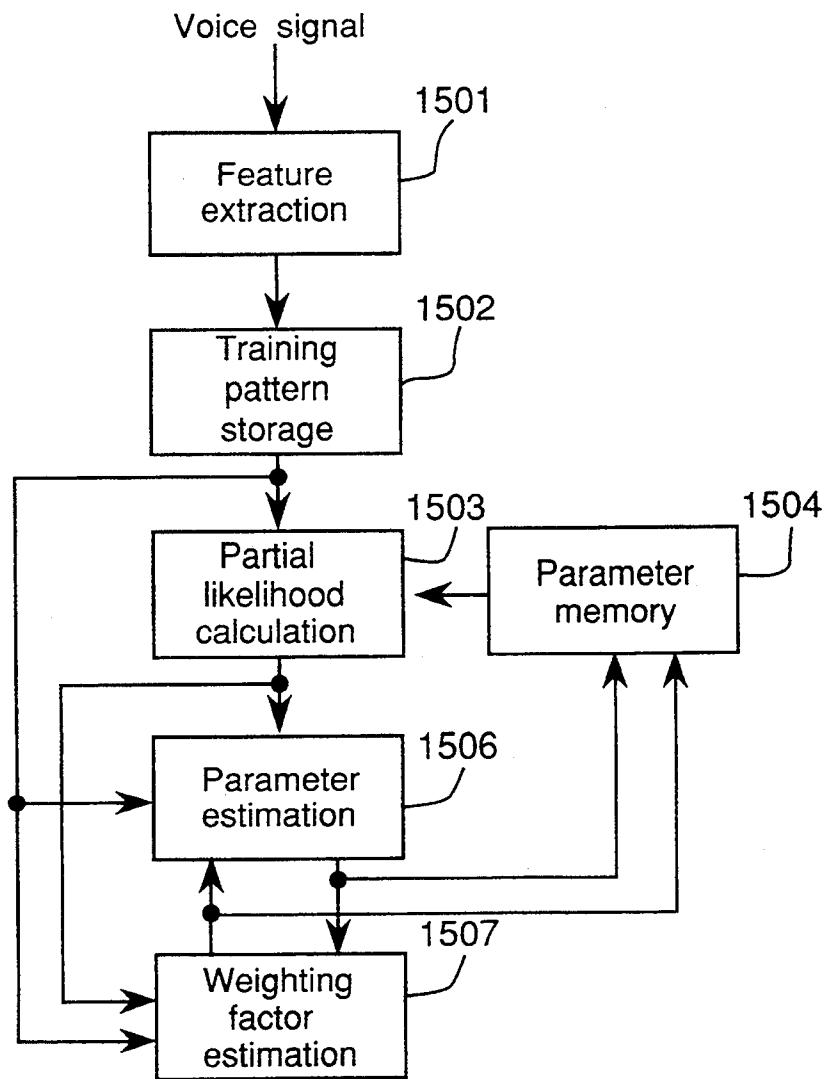 Voice signal
1501
Feature
extraction
1502
Training
pattern
storage
1503
Partial
likelihood
calculation
1504
Parameter
memory
1506
Parameter
estimation
1507
Weighting
factor
estimation